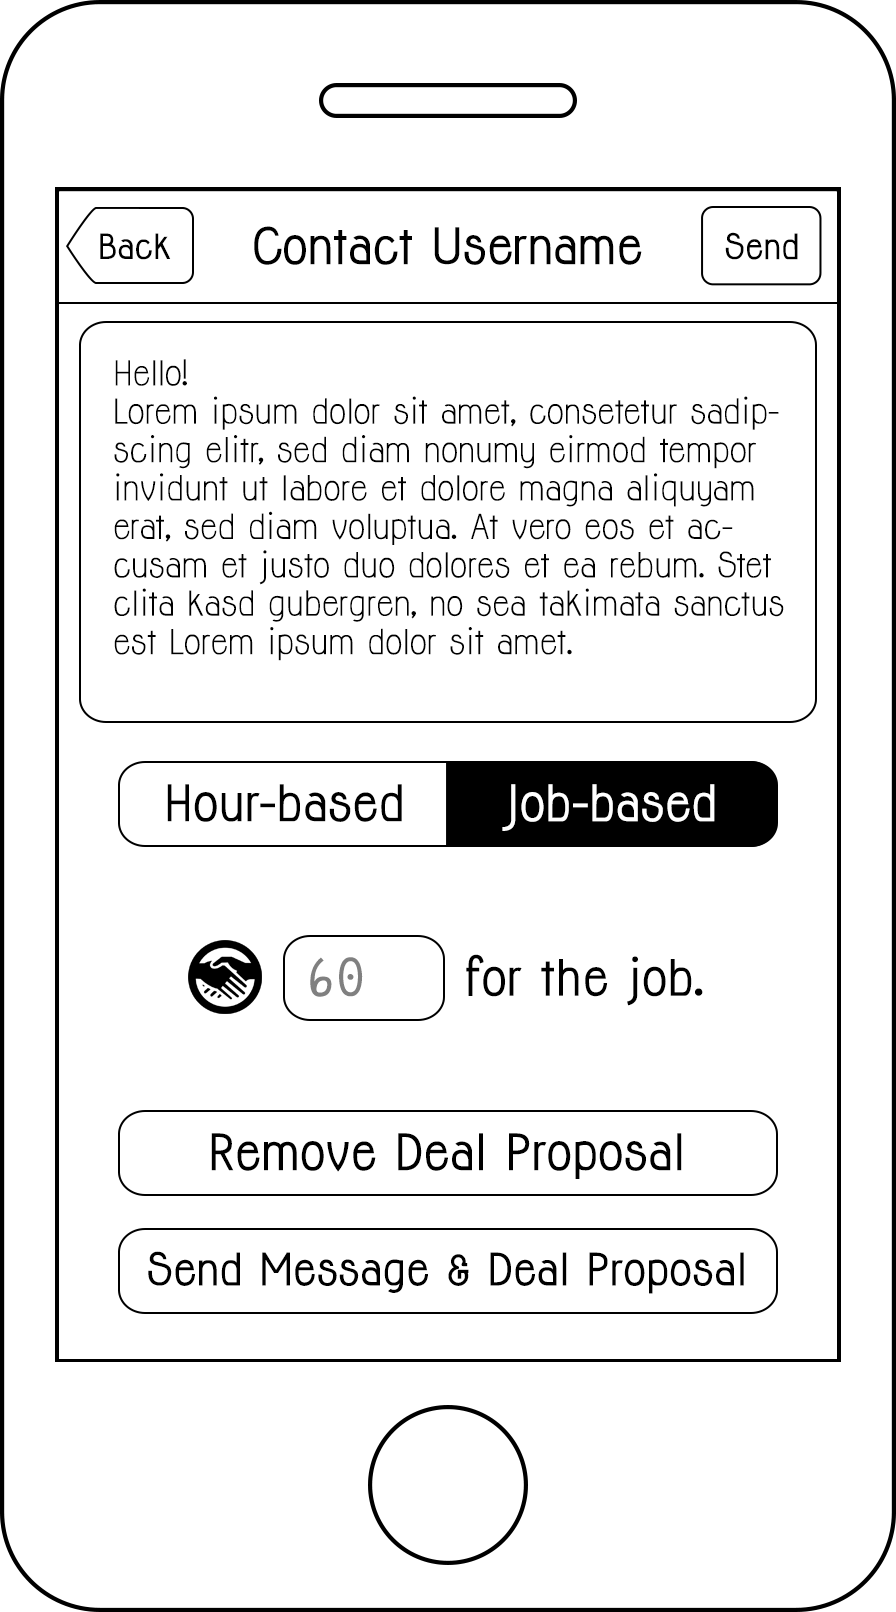 Back
Contact Username
Send
Hello!
Lorem ipsum dolor sit amet, consetetur sadip-
scing elitr, sed diam nonumy eirmod tempor
invidunt ut labore et dolore magna aliquyam
erat, sed diam voluptua. At vero eos et ac-
cusam et justo duo dolores et ea rebum. Stet
clita kasd gubergren, no sea takimata sanctus
est Lorem ipsum dolor sit amet.
Hour-based
Job-based
60 for the job.
Remove Deal Proposal
Send Message & Deal Proposal